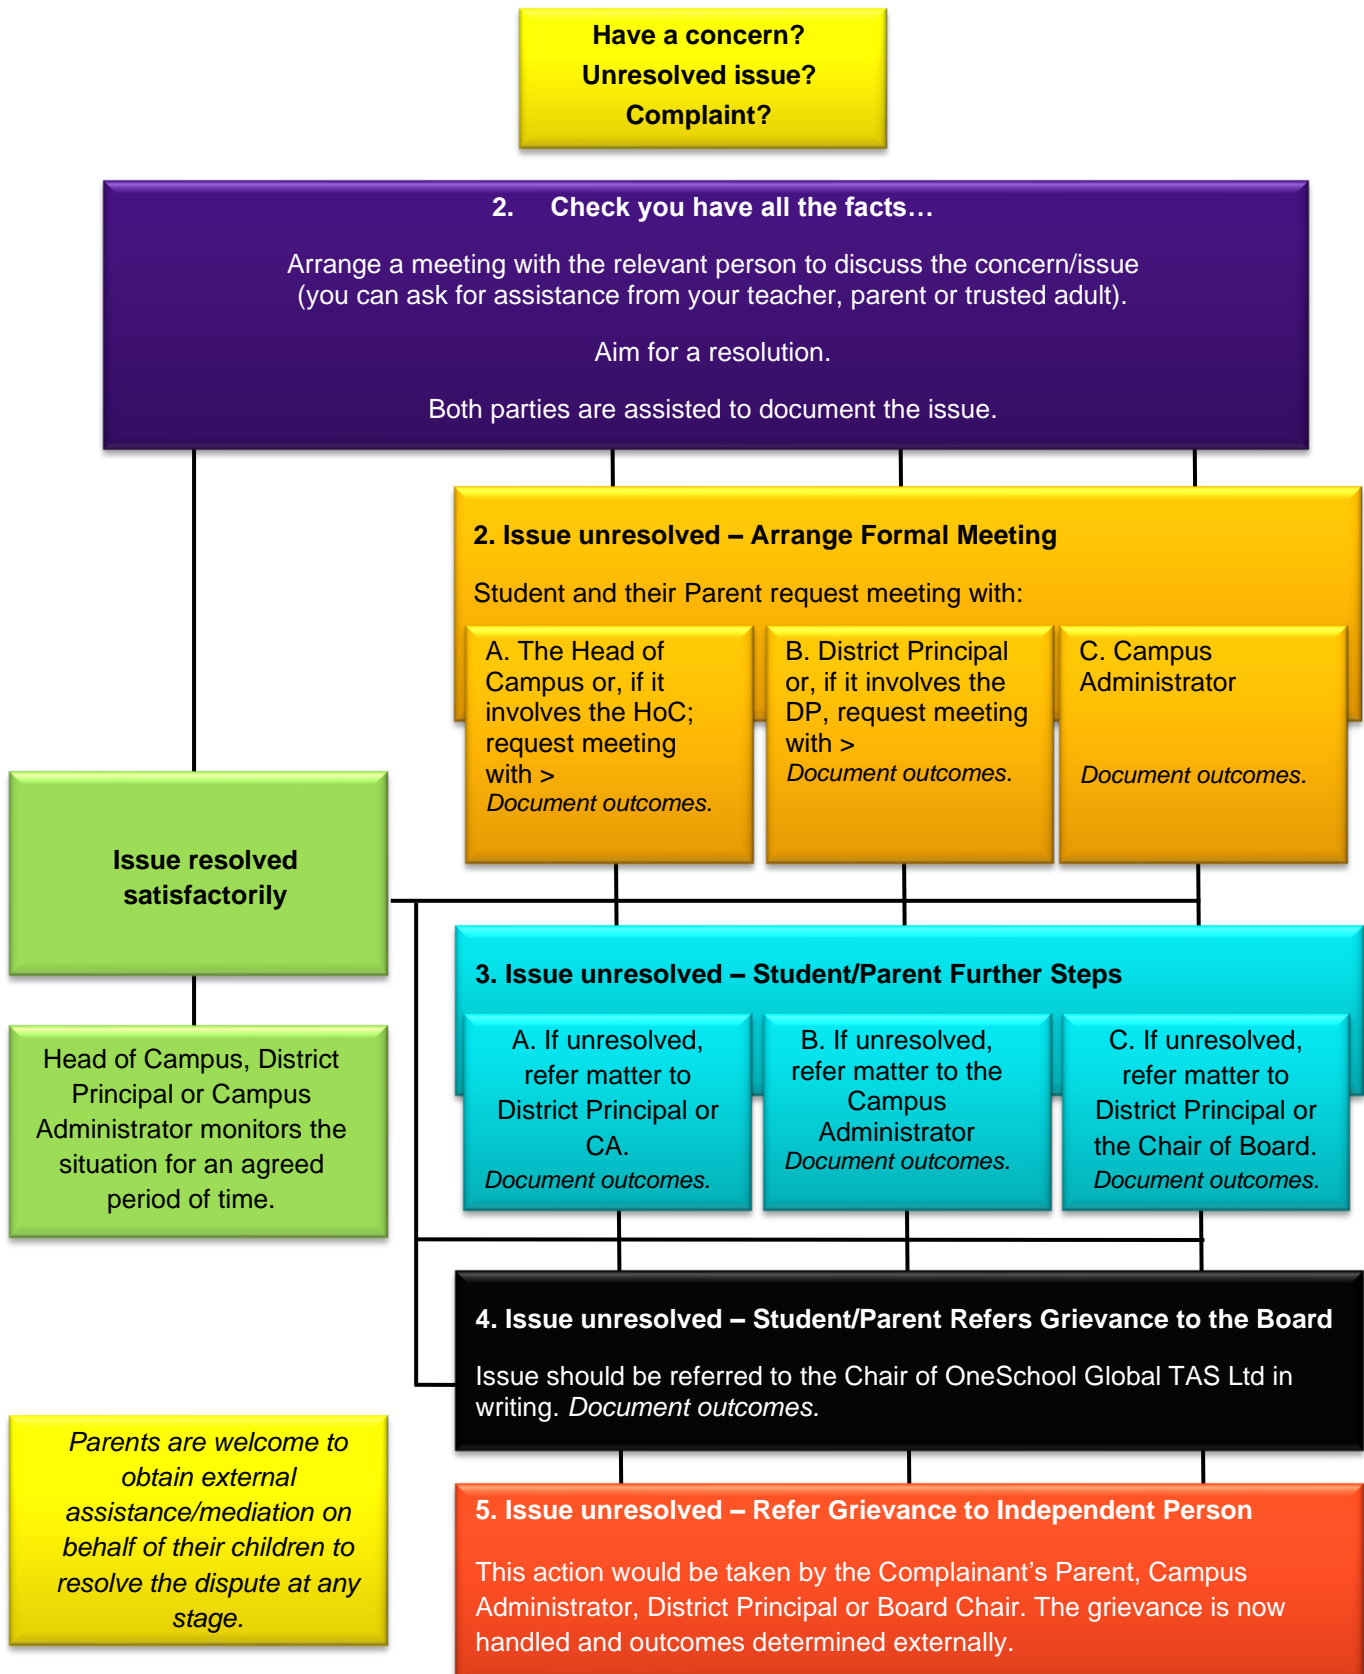 Have a concern?
Unresolved issue?
Complaint?
2. Check you have all the facts…
Arrange a meeting with the relevant person to discuss the concern/issue
(you can ask for assistance from your teacher, parent or trusted adult).
Aim for a resolution.
Both parties are assisted to document the issue.
2. Issue unresolved – Arrange Formal Meeting
Student and their Parent request meeting with:
A. The Head of
Campus or, if it
involves the HoC;
request meeting
with >
Document outcomes.
B. District Principal
or, if it involves the
DP, request meeting
with >
Document outcomes.
C. Campus
Administrator
Document outcomes.
Issue resolved
satisfactorily
Head of Campus, District
Principal or Campus
Administrator monitors the
situation for an agreed
period of time.
3. Issue unresolved – Student/Parent Further Steps
A. If unresolved,
refer matter to
District Principal or
CA.
Document outcomes.
B. If unresolved,
refer matter to the
Campus
Administrator
Document outcomes.
C. If unresolved,
refer matter to
District Principal or
the Chair of Board.
Document outcomes.
4. Issue unresolved – Student/Parent Refers Grievance to the Board
Issue should be referred to the Chair of OneSchool Global TAS Ltd in
writing. Document outcomes.
Parents are welcome to
obtain external
assistance/mediation on
behalf of their children to
resolve the dispute at any
stage.
5. Issue unresolved – Refer Grievance to Independent Person
This action would be taken by the Complainant's Parent, Campus
Administrator, District Principal or Board Chair. The grievance is now
handled and outcomes determined externally.